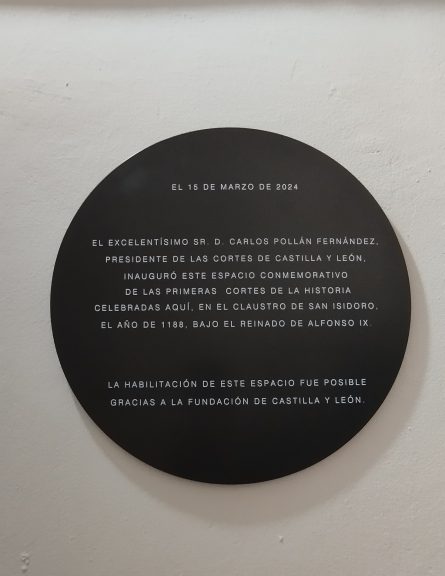 EL 15 DE MARZO DE 2024
EL EXCELENTÍSIMO SR. D. CARLOS POLLÁN FERNÁNDEZ,
PRESIDENTE DE LAS CORTES DE CASTILLA Y LEÓN,
INAUGURÓ ESTE ESPACIO CONMEMORATIVO
DE LAS PRIMERAS CORTES DE LA HISTORIA
CELEBRADAS AQUÍ, EN EL CLAUSTRO DE SAN ISIDORO,
EL AÑO DE 1188, BAJO EL REINADO DE ALFONSO IX.
LA HABILITACIÓN DE ESTE ESPACIO FUE POSIBLE
GRACIAS A LA FUNDACIÓN DE CASTILLA Y LEÓN.